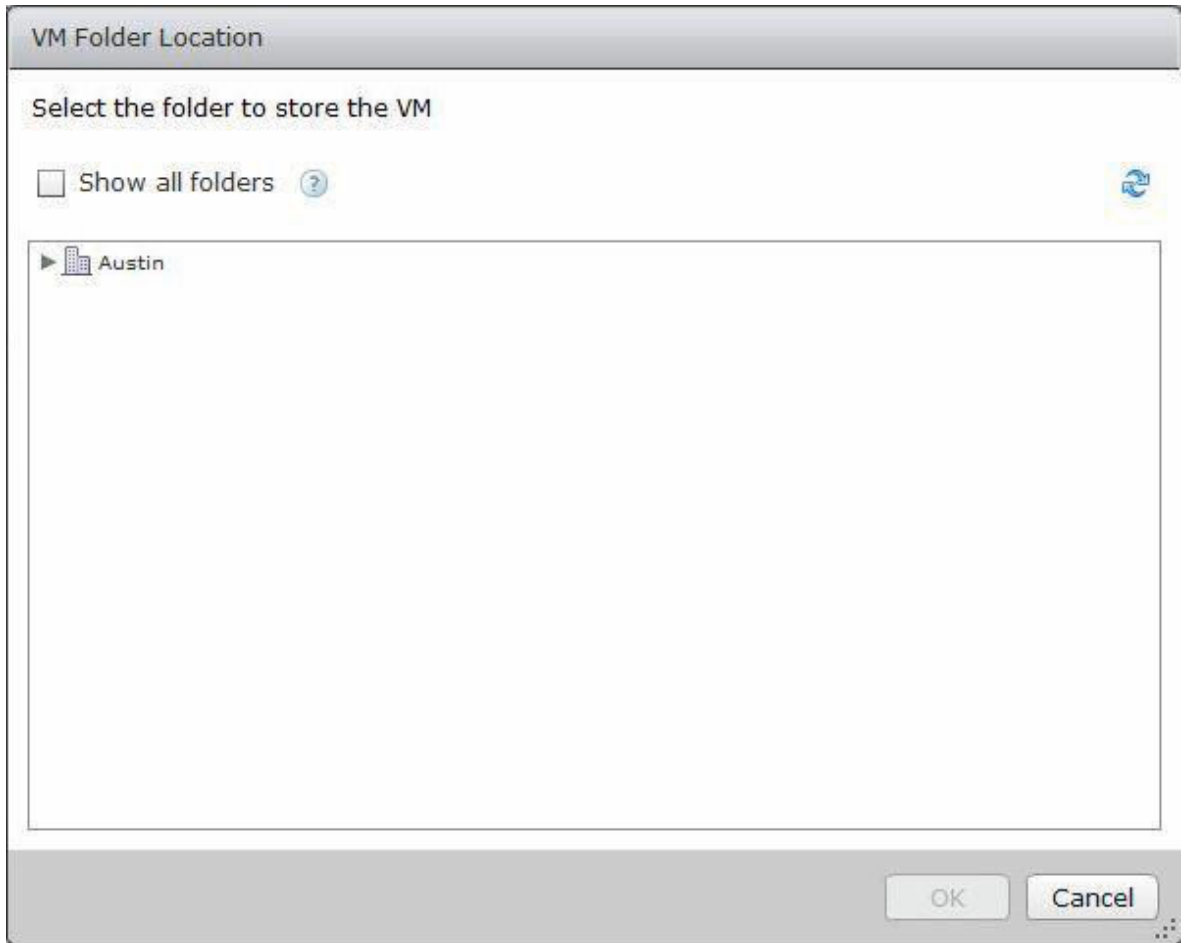 VM Folder Location
Select the folder to store the VM
Show all folders ?
Austin
OK Cancel